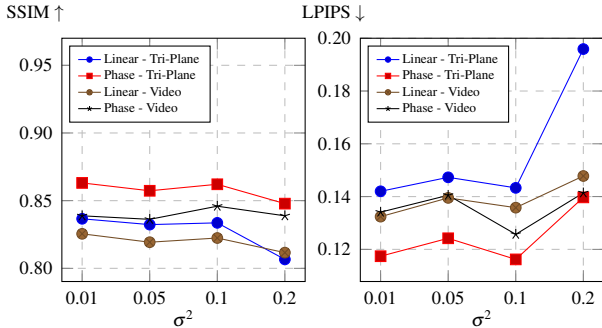 SSIM ↑
0.95
0.90
0.85
0.80
Linear - Tri-Plane
Phase - Tri-Plane
Linear - Video
Phase - Video
0.01 0.05 0.1 0.2
σ²
LPIPS ↓
0.20
0.18
0.16
0.14
0.12
Linear - Tri-Plane
Phase - Tri-Plane
Linear - Video
Phase - Video
0.01 0.05 0.1 0.2
σ²